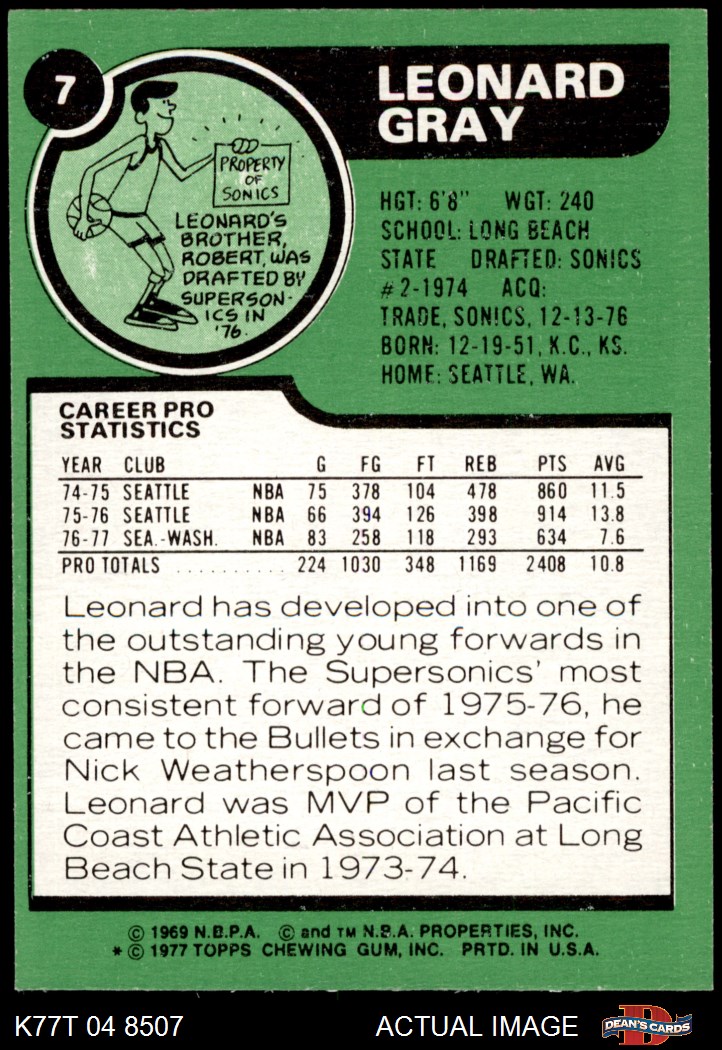 7
LEONARD
GRAY
PROPERTY
OF
SONICS
LEONARD'S
BROTHER,
ROBERT, WAS
DRAFTED BY
SUPERSON-
ICS IN
'76.
HGT: 6'8" WGT: 240
SCHOOL: LONG BEACH
STATE DRAFTED: SONICS
#2-1974 ACQ:
TRADE, SONICS, 12-13-76
BORN: 12-19-51, K.C., KS.
HOME: SEATTLE, WA.
CAREER PRO
STATISTICS
YEAR CLUB G FG FT REB PTS AVG
74-75 SEATTLE NBA 75 378 104 478 860 11.5
75-76 SEATTLE NBA 66 394 126 398 914 13.8
76-77 SEA.-WASH. NBA 83 258 118 293 634 7.6
PRO TOTALS .......... 224 1030 348 1169 2408 10.8
Leonard has developed into one of
the outstanding young forwards in
the NBA. The Supersonics' most
consistent forward of 1975-76, he
came to the Bullets in exchange for
Nick Weatherspoon last season.
Leonard was MVP of the Pacific
Coast Athletic Association at Long
Beach State in 1973-74.
© 1969 N.B.P.A. © and TM N.B.A. PROPERTIES, INC.
* © 1977 TOPPS CHEWING GUM, INC. PRTD. IN U.S.A.
K77T 04 8507 ACTUAL IMAGE D DEAN'S CARDS